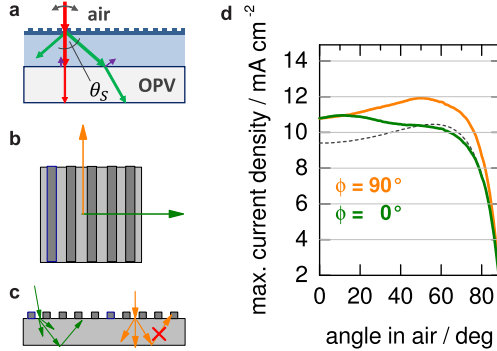 a
air
OPV
θS
b
c
d
max. current density / mA cm-2
14
12
10
8
6
4
2
ϕ = 90°
ϕ = 0°
0
20
40
60
80
angle in air / deg